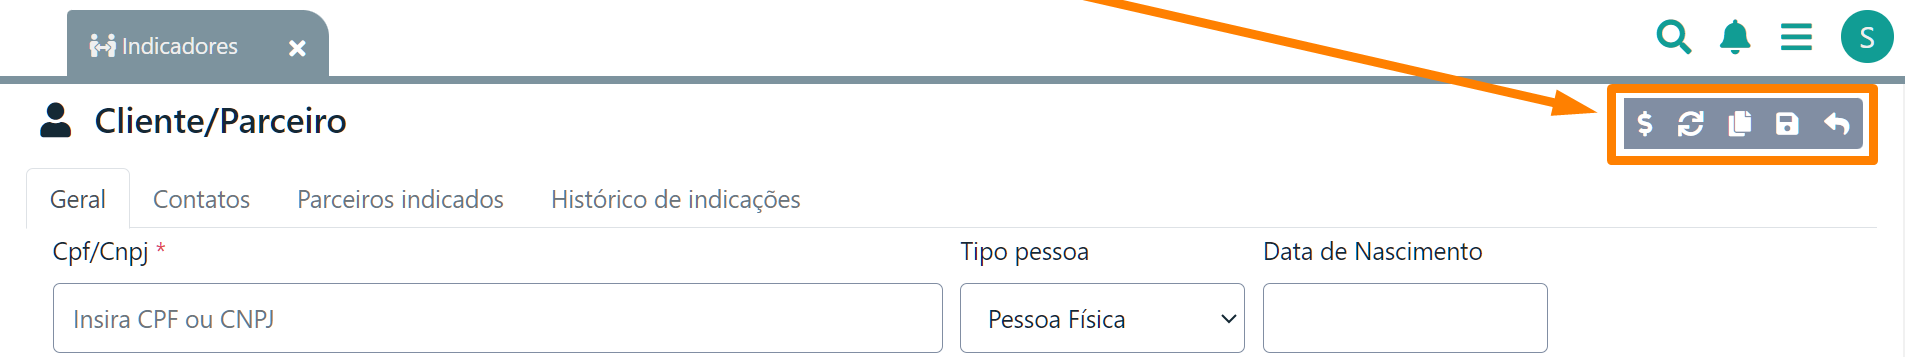 Indicadores
S
Cliente/Parceiro
$
Geral Contatos Parceiros indicados Histórico de indicações
Cpf/Cnpj * Tipo pessoa Data de Nascimento
Insira CPF ou CNPJ Pessoa Física